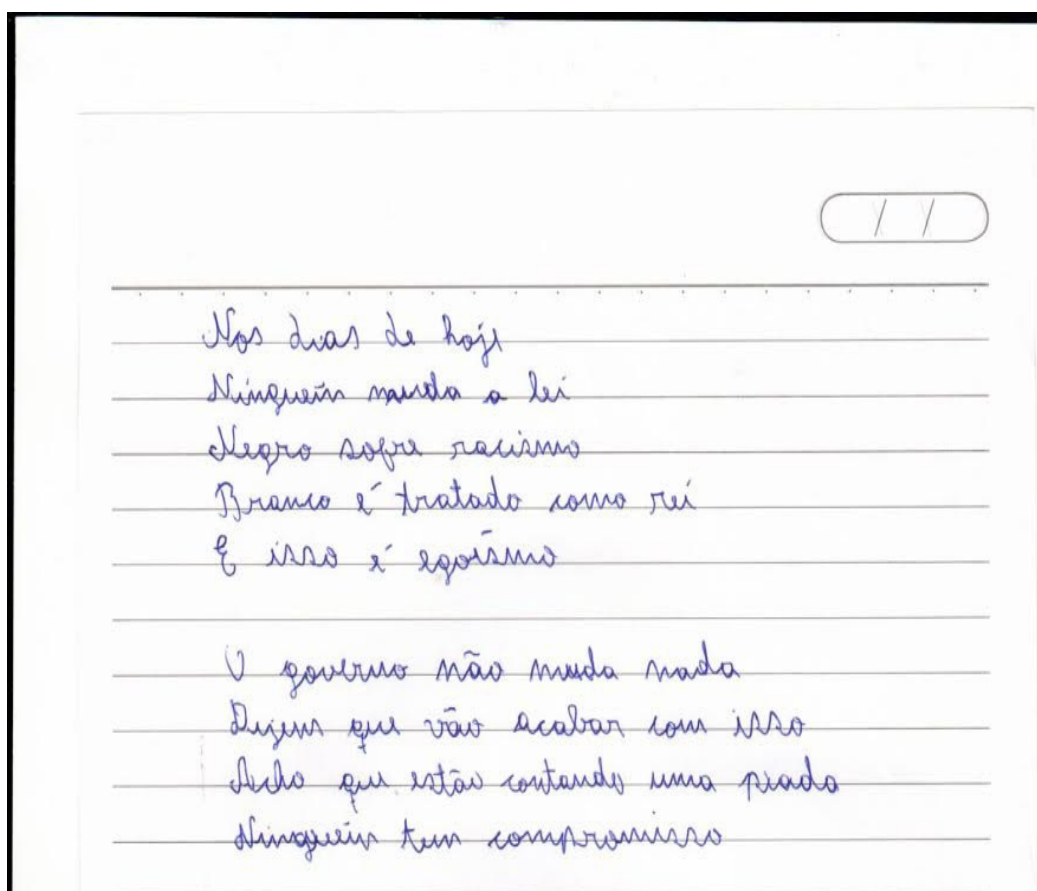 Nos dias de hoje
Ninguém muda a lei
Negro sofre racismo
Branco é tratado como rei
E isso é egoísmo
O governo não muda nada
Dizem que vão acabar com isso
Acho que estão contando uma piada
Ninguém tem compromisso